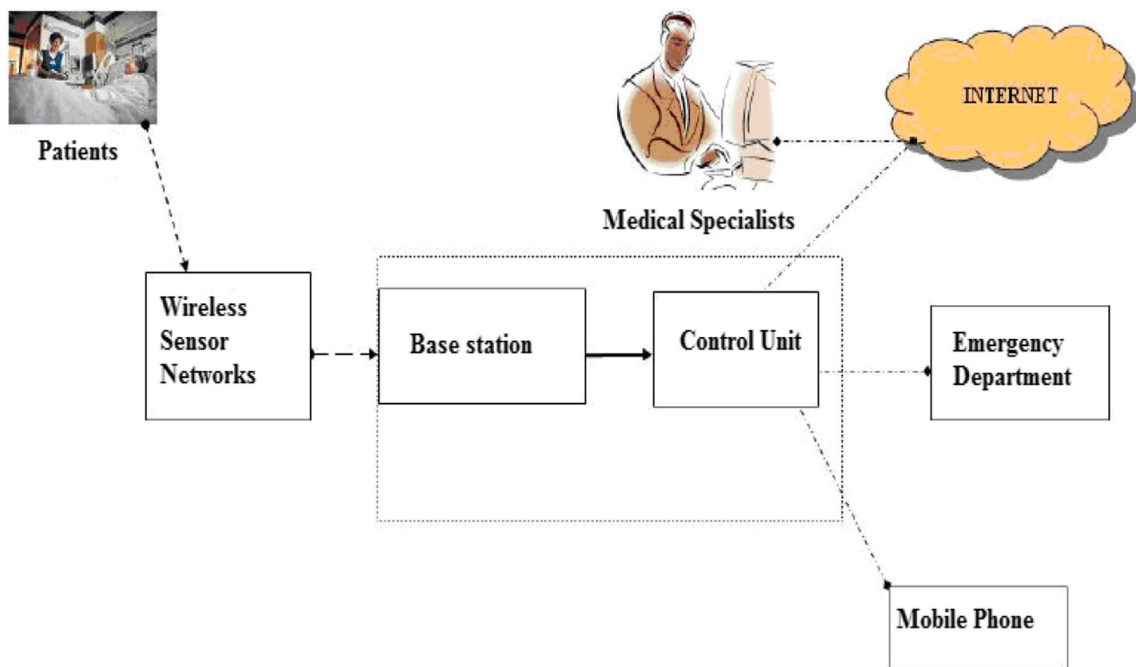 INTERNET
Patients
Medical Specialists
Wireless
Sensor
Networks
Base station
Control Unit
Emergency
Department
Mobile Phone